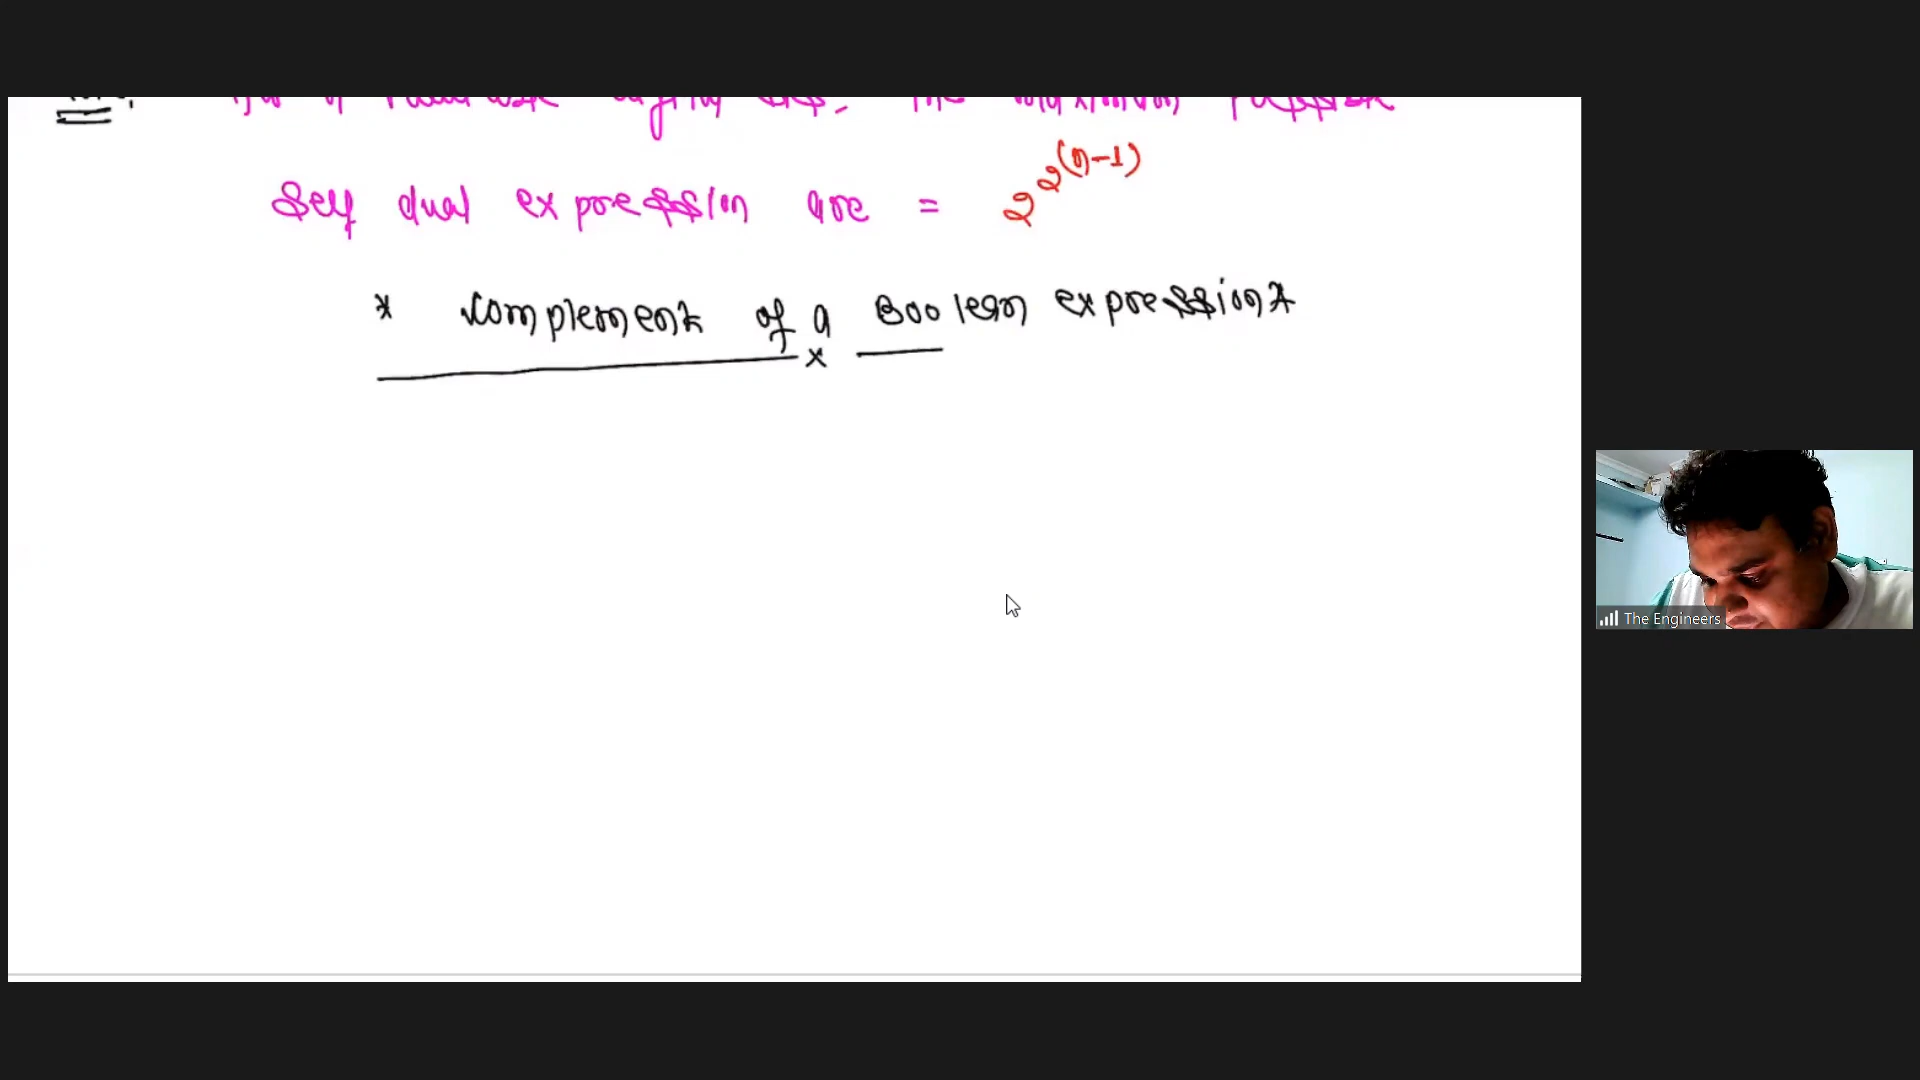 Self dual expression are = 2^2^(n-1)
* Complement of a Boolean expression *
The Engineers